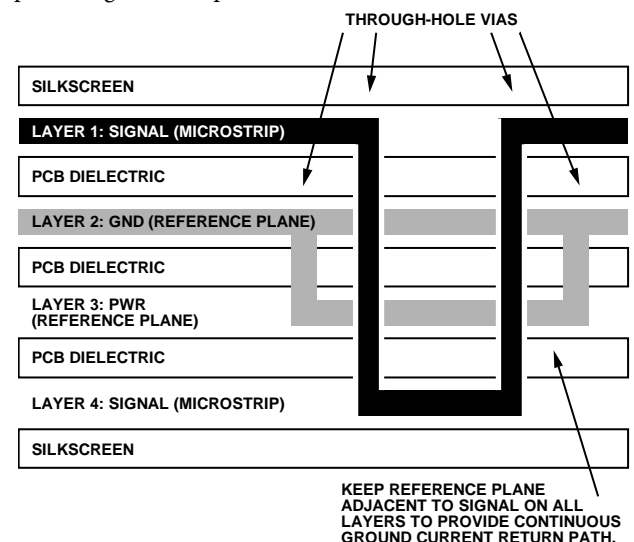 THROUGH-HOLE VIAS
SILKSCREEN
LAYER 1: SIGNAL (MICROSTRIP)
PCB DIELECTRIC
LAYER 2: GND (REFERENCE PLANE)
PCB DIELECTRIC
LAYER 3: PWR
(REFERENCE PLANE)
PCB DIELECTRIC
LAYER 4: SIGNAL (MICROSTRIP)
SILKSCREEN
KEEP REFERENCE PLANE
ADJACENT TO SIGNAL ON ALL
LAYERS TO PROVIDE CONTINUOUS
GROUND CURRENT RETURN PATH.